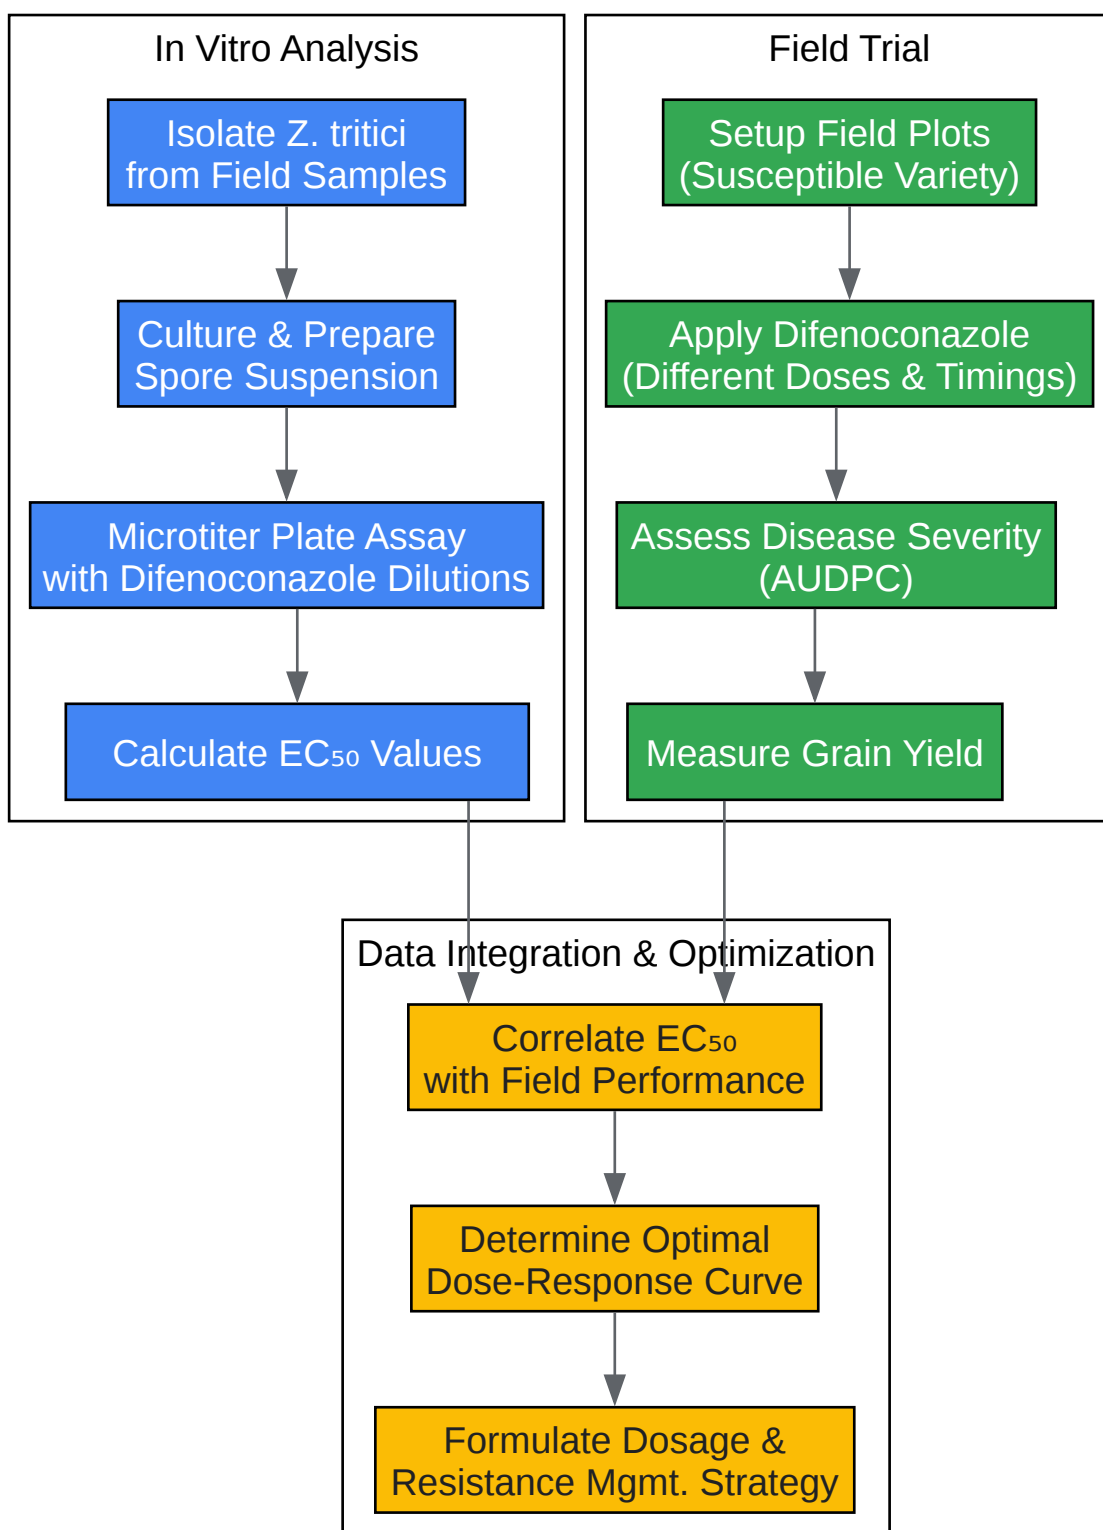 In Vitro Analysis
Isolate Z. tritici
from Field Samples
Culture & Prepare
Spore Suspension
Microtiter Plate Assay
with Difenoconazole Dilutions
Calculate EC₅₀ Values
Field Trial
Setup Field Plots
(Susceptible Variety)
Apply Difenoconazole
(Different Doses & Timings)
Assess Disease Severity
(AUDPC)
Measure Grain Yield
Data Integration & Optimization
Correlate EC₅₀
with Field Performance
Determine Optimal
Dose-Response Curve
Formulate Dosage &
Resistance Mgmt. Strategy